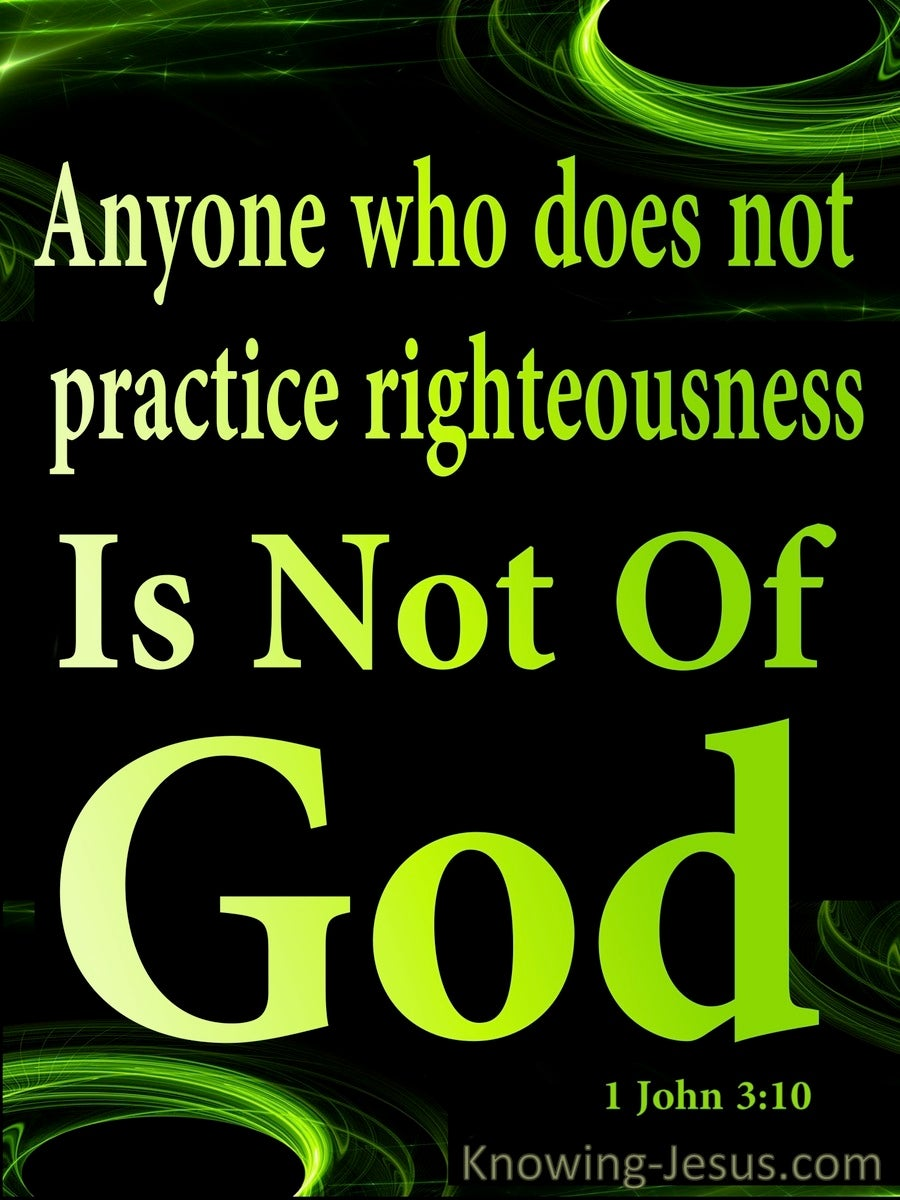 Anyone who does not
practice righteousness
Is Not Of
God
1 John 3:10
Knowing-Jesus.com